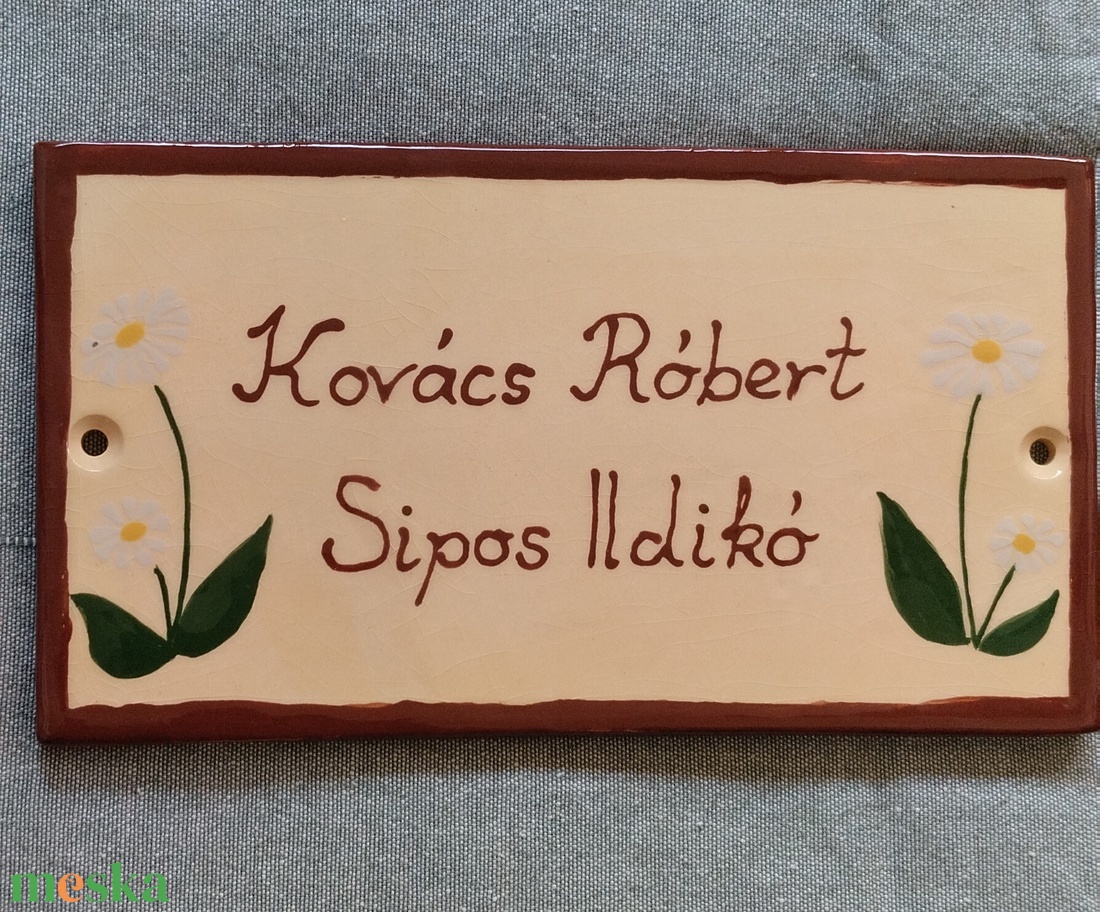 Kovács Róbert
Sipos Ildikó
meska